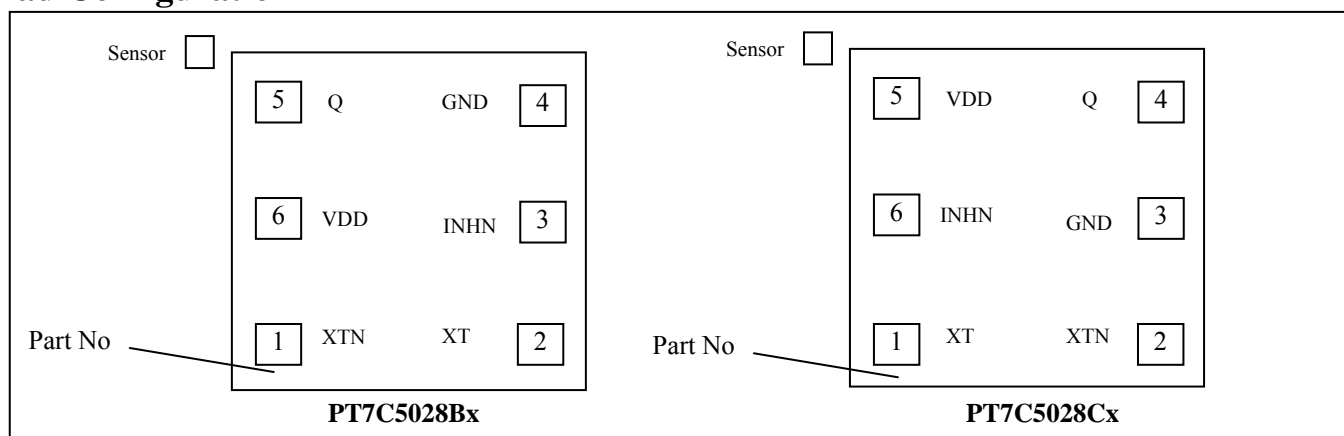 Sensor
5 Q GND 4
6 VDD INHN 3
1 XTN XT 2
Part No
PT7C5028Bx
Sensor
5 VDD Q 4
6 INHN GND 3
1 XT XTN 2
Part No
PT7C5028Cx